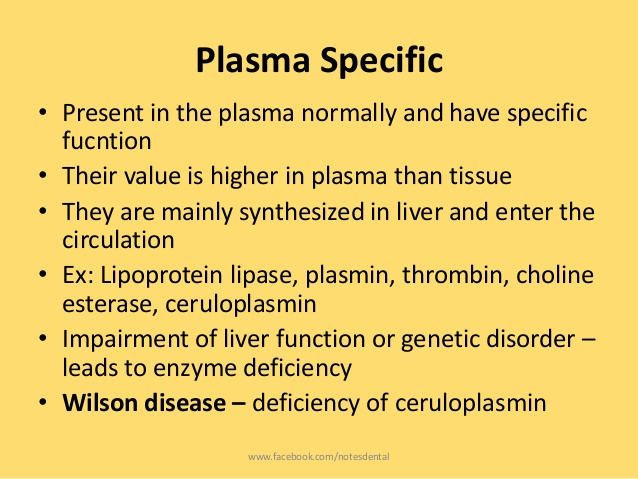 Plasma Specific
• Present in the plasma normally and have specific
fucntion
• Their value is higher in plasma than tissue
• They are mainly synthesized in liver and enter the
circulation
• Ex: Lipoprotein lipase, plasmin, thrombin, choline
esterase, ceruloplasmin
• Impairment of liver function or genetic disorder –
leads to enzyme deficiency
• Wilson disease – deficiency of ceruloplasmin
www.facebook.com/notesdental